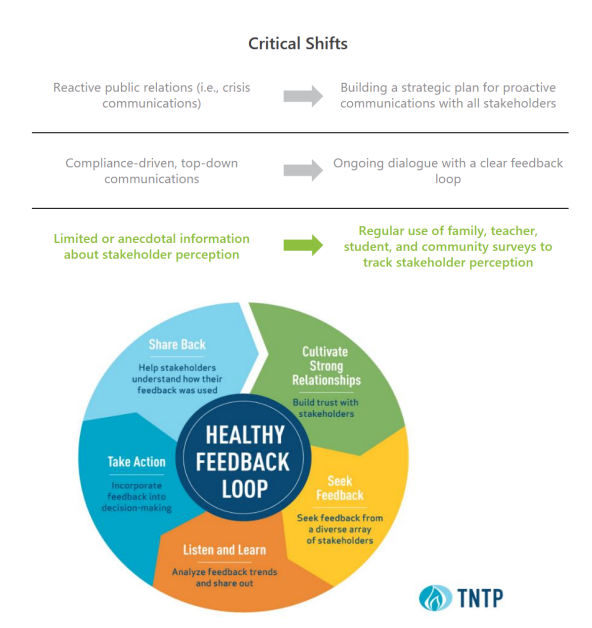 Critical Shifts
Reactive public relations (i.e., crisis
communications)
Building a strategic plan for proactive
communications with all stakeholders
Compliance-driven, top-down
communications
Ongoing dialogue with a clear feedback
loop
Limited or anecdotal information
about stakeholder perception
Regular use of family, teacher,
student, and community surveys to
track stakeholder perception
Share Back
Help stakeholders
understand how their
feedback was used
Cultivate
Strong
Relationships
Build trust with
stakeholders
HEALTHY
FEEDBACK
LOOP
Take Action
Incorporate
feedback into
decision-making
Seek
Feedback
Seek feedback from
a diverse array
of stakeholders
Listen and Learn
Analyze feedback trends
and share out
TNTP